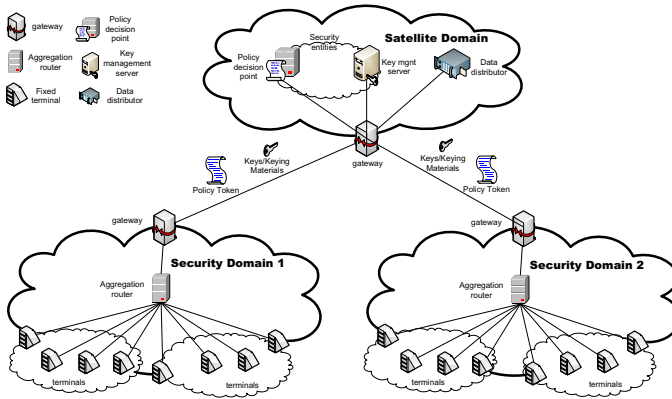 gateway
Policy
decision
point
Aggregation
router
Key
management
server
Fixed
terminal
Data
distributor
Satellite Domain
Security
entities
Policy
decision
point
Key mgnt
server
Data
distributor
gateway
Keys/Keying
Materials
Policy Token
Keys/Keying
Materials
Policy Token
gateway
Security Domain 1
Aggregation
router
terminals
terminals
gateway
Security Domain 2
Aggregation
router
terminals
terminals